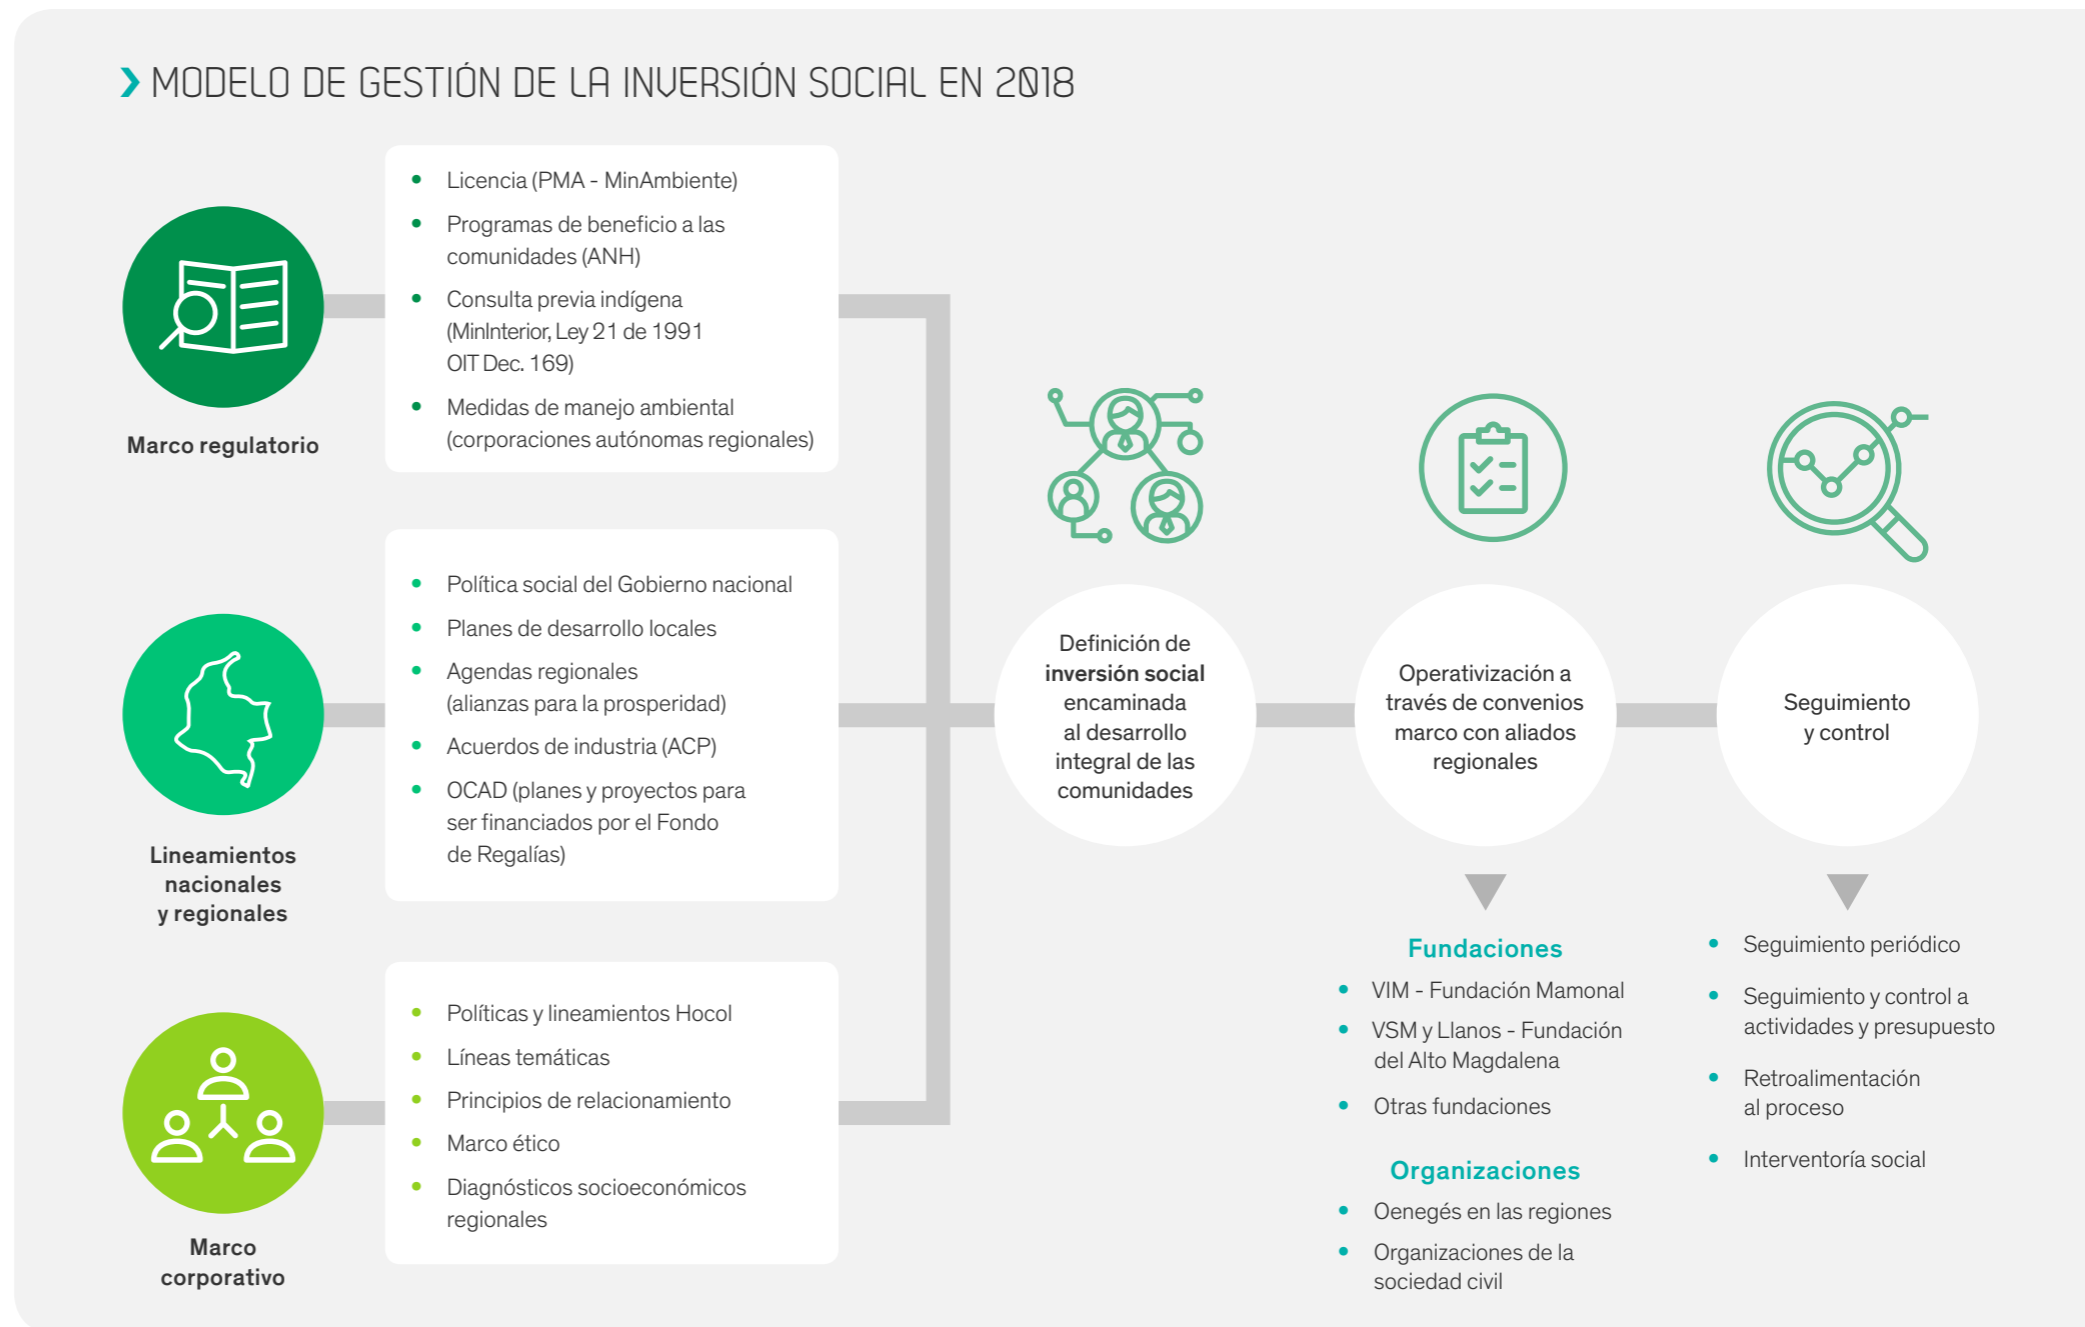 MODELO DE GESTIÓN DE LA INVERSIÓN SOCIAL EN 2018
Marco regulatorio
• Licencia (PMA - MinAmbiente)
• Programas de beneficio a las
comunidades (ANH)
• Consulta previa indígena
(MinInterior, Ley 21 de 1991
OIT Dec. 169)
• Medidas de manejo ambiental
(corporaciones autónomas regionales)
Lineamientos
nacionales
y regionales
• Política social del Gobierno nacional
• Planes de desarrollo locales
• Agendas regionales
(alianzas para la prosperidad)
• Acuerdos de industria (ACP)
• OCAD (planes y proyectos para
ser financiados por el Fondo
de Regalías)
Marco
corporativo
• Políticas y lineamientos Hocol
• Líneas temáticas
• Principios de relacionamiento
• Marco ético
• Diagnósticos socioeconómicos
regionales
Definición de
inversión social
encaminada
al desarrollo
integral de las
comunidades
Operativización a
través de convenios
marco con aliados
regionales
Fundaciones
• VIM - Fundación Mamonal
• VSM y Llanos - Fundación
del Alto Magdalena
• Otras fundaciones
Organizaciones
• Oenegés en las regiones
• Organizaciones de la
sociedad civil
Seguimiento
y control
• Seguimiento periódico
• Seguimiento y control a
actividades y presupuesto
• Retroalimentación
al proceso
• Interventoría social